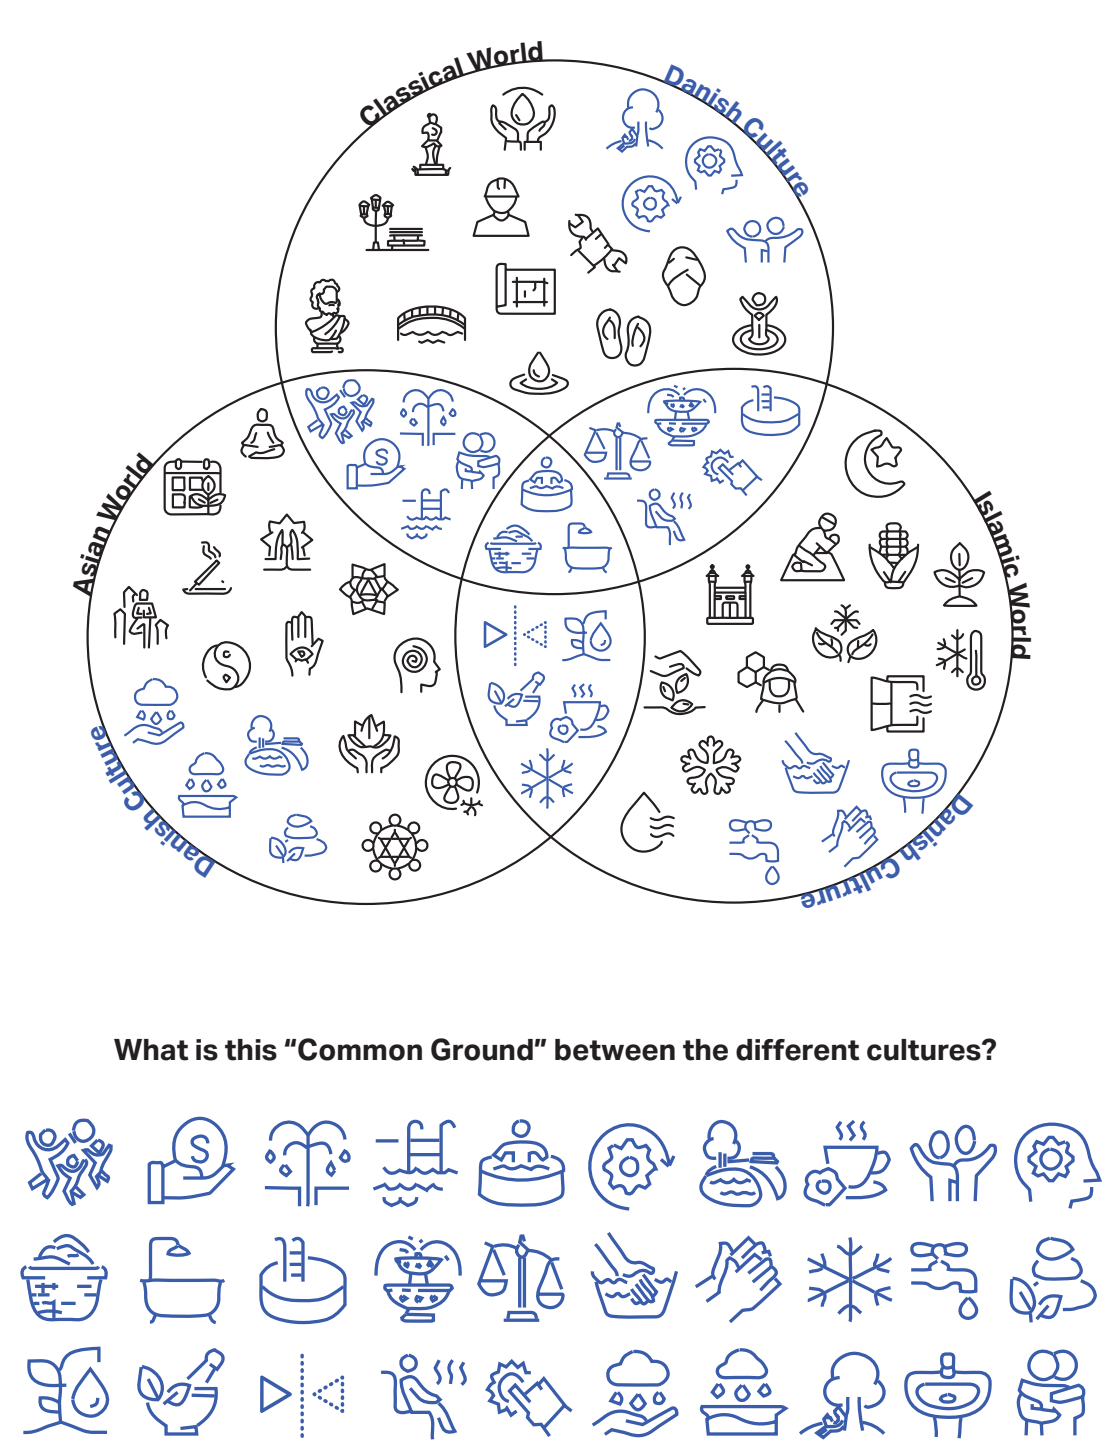 Classical World
Danish Culture
Asian World
Islamic World
Danish Culture
Danish Cultrure
S
What is this “Common Ground” between the different cultures?
S